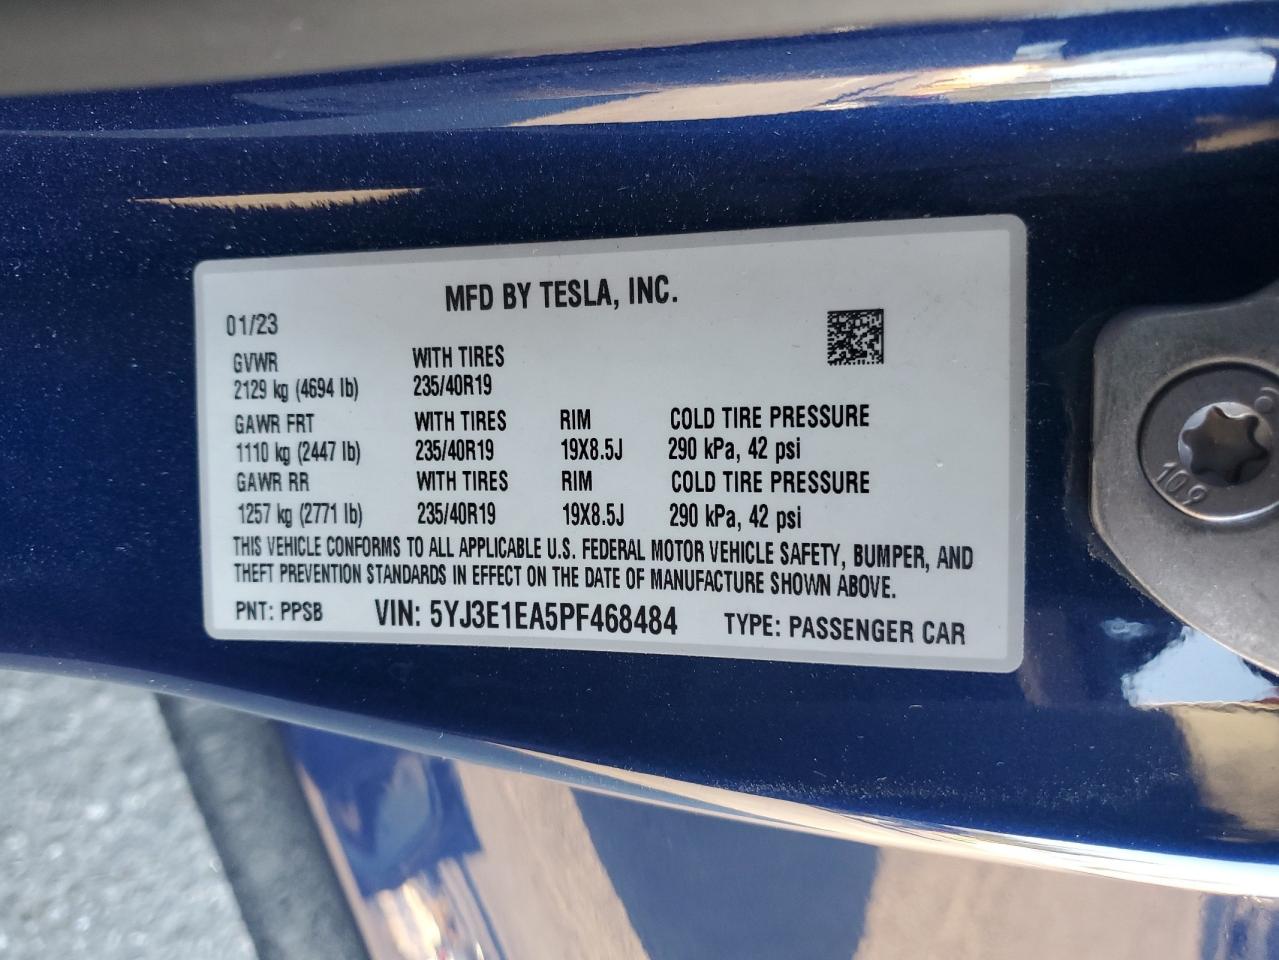 MFD BY TESLA, INC.
01/23
GVWR WITH TIRES
2129 kg (4694 lb) 235/40R19
GAWR FRT WITH TIRES RIM COLD TIRE PRESSURE
1110 kg (2447 lb) 235/40R19 19X8.5J 290 kPa, 42 psi
GAWR RR WITH TIRES RIM COLD TIRE PRESSURE
1257 kg (2771 lb) 235/40R19 19X8.5J 290 kPa, 42 psi
THIS VEHICLE CONFORMS TO ALL APPLICABLE U.S. FEDERAL MOTOR VEHICLE SAFETY, BUMPER, AND
THEFT PREVENTION STANDARDS IN EFFECT ON THE DATE OF MANUFACTURE SHOWN ABOVE.
PNT: PPSB VIN: 5YJ3E1EA5PF468484 TYPE: PASSENGER CAR
10.9